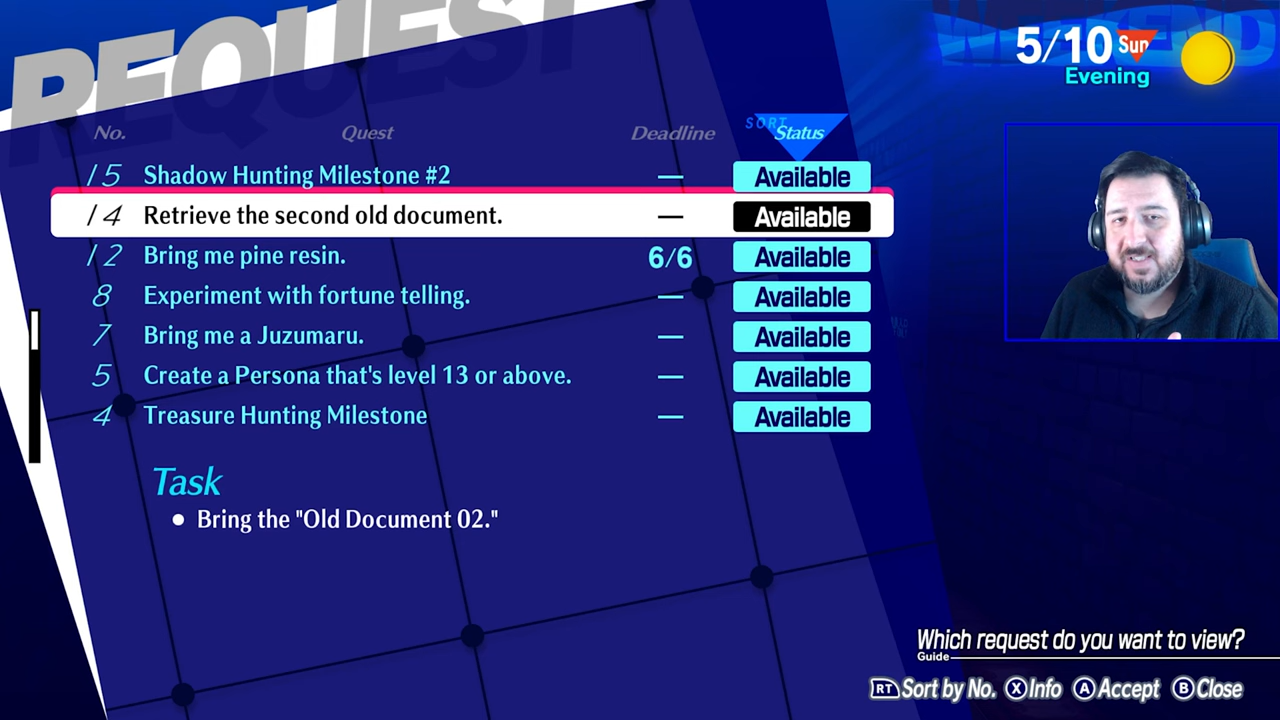 REQUEST
WEEKEND
5/10 Sun
Evening
No. Quest Deadline SORT Status
15 Shadow Hunting Milestone #2 — Available
14 Retrieve the second old document. — Available
12 Bring me pine resin. 6/6 Available
8 Experiment with fortune telling. — Available
7 Bring me a Juzumaru. — Available
5 Create a Persona that's level 13 or above. — Available
4 Treasure Hunting Milestone — Available
Task
• Bring the "Old Document 02."
Which request do you want to view?
Guide
RT Sort by No. X Info A Accept B Close